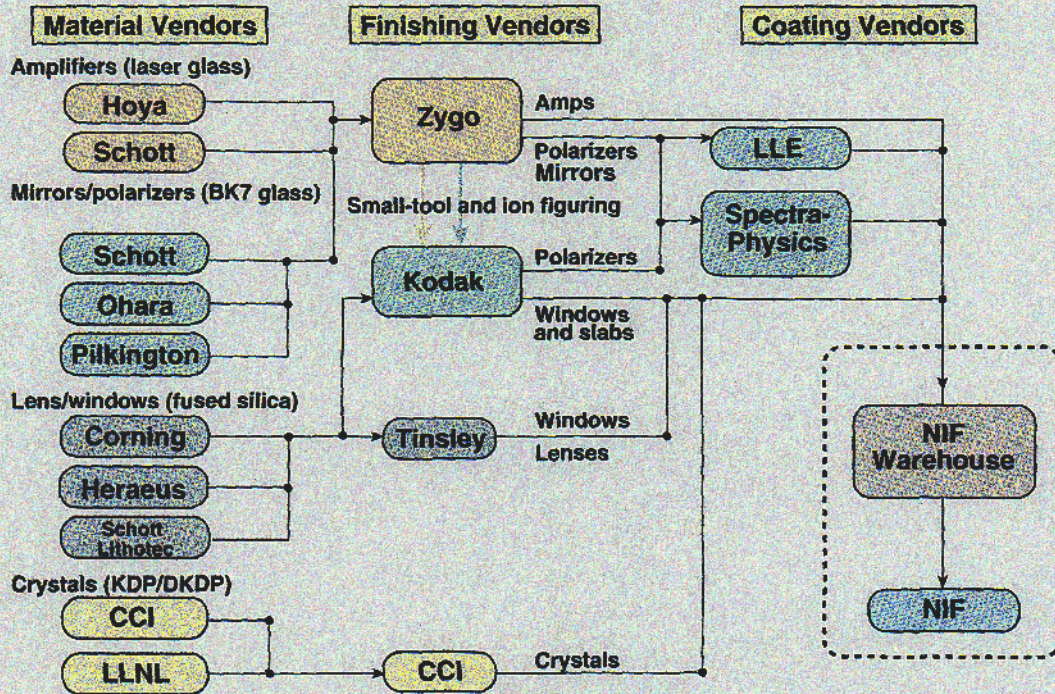 Material Vendors
Finishing Vendors
Coating Vendors
Amplifiers (laser glass)
Hoya
Schott
Mirrors/polarizers (BK7 glass)
Schott
Ohara
Pilkington
Lens/windows (fused silica)
Corning
Heraeus
Schott
Lithotec
Crystals (KDP/DKDP)
CCI
LLNL
Zygo
Small-tool and ion figuring
Kodak
Tinsley
CCI
Amps
Polarizers
Mirrors
Polarizers
Windows
and slabs
Windows
Lenses
Crystals
LLE
Spectra-
Physics
NIF
Warehouse
NIF